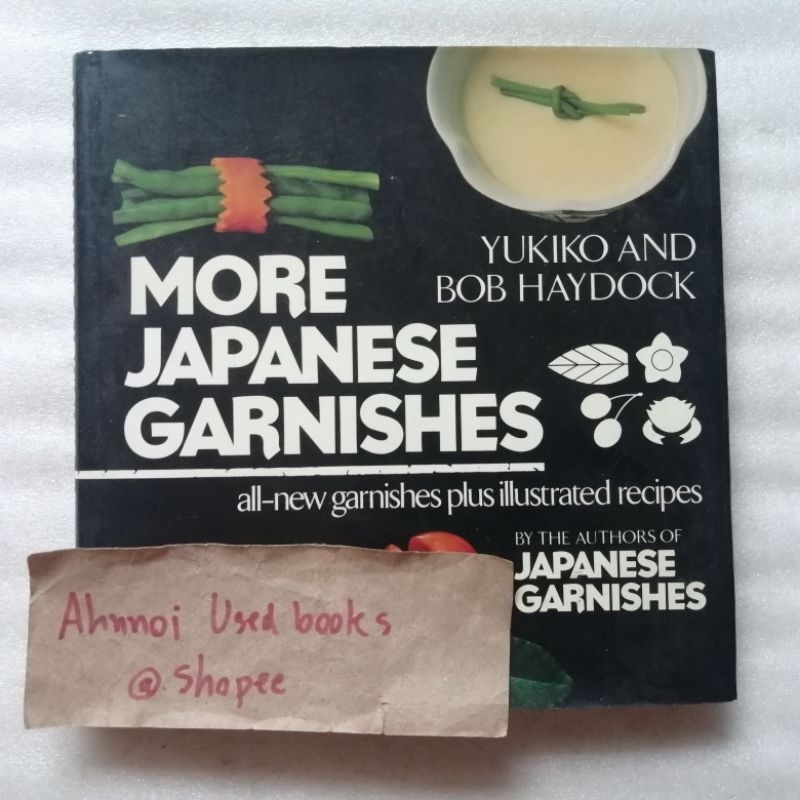 YUKIKO AND
BOB HAYDOCK
MORE
JAPANESE
GARNISHES
all-new garnishes plus illustrated recipes
BY THE AUTHORS OF
JAPANESE
GARNISHES
Ahnnoi Used books
@ Shopee